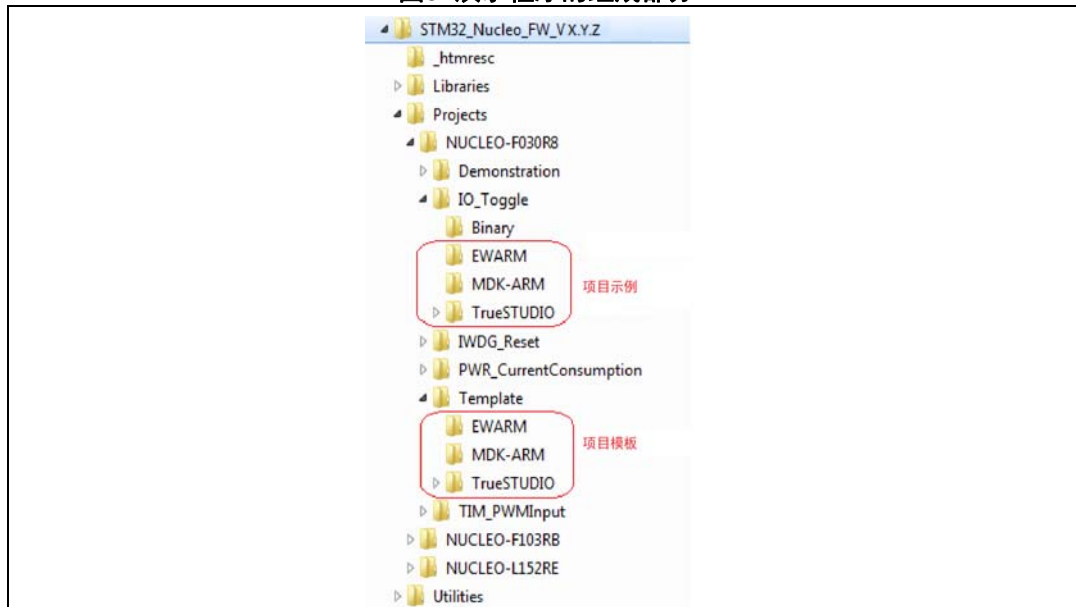 STM32_Nucleo_FW_VX.Y.Z
_htmresc
Libraries
Projects
NUCLEO-F030R8
Demonstration
IO_Toggle
Binary
EWARM
MDK-ARM
项目示例
TrueSTUDIO
IWDG_Reset
PWR_CurrentConsumption
Template
EWARM
项目模板
MDK-ARM
TrueSTUDIO
TIM_PWMInput
NUCLEO-F103RB
NUCLEO-L152RE
Utilities